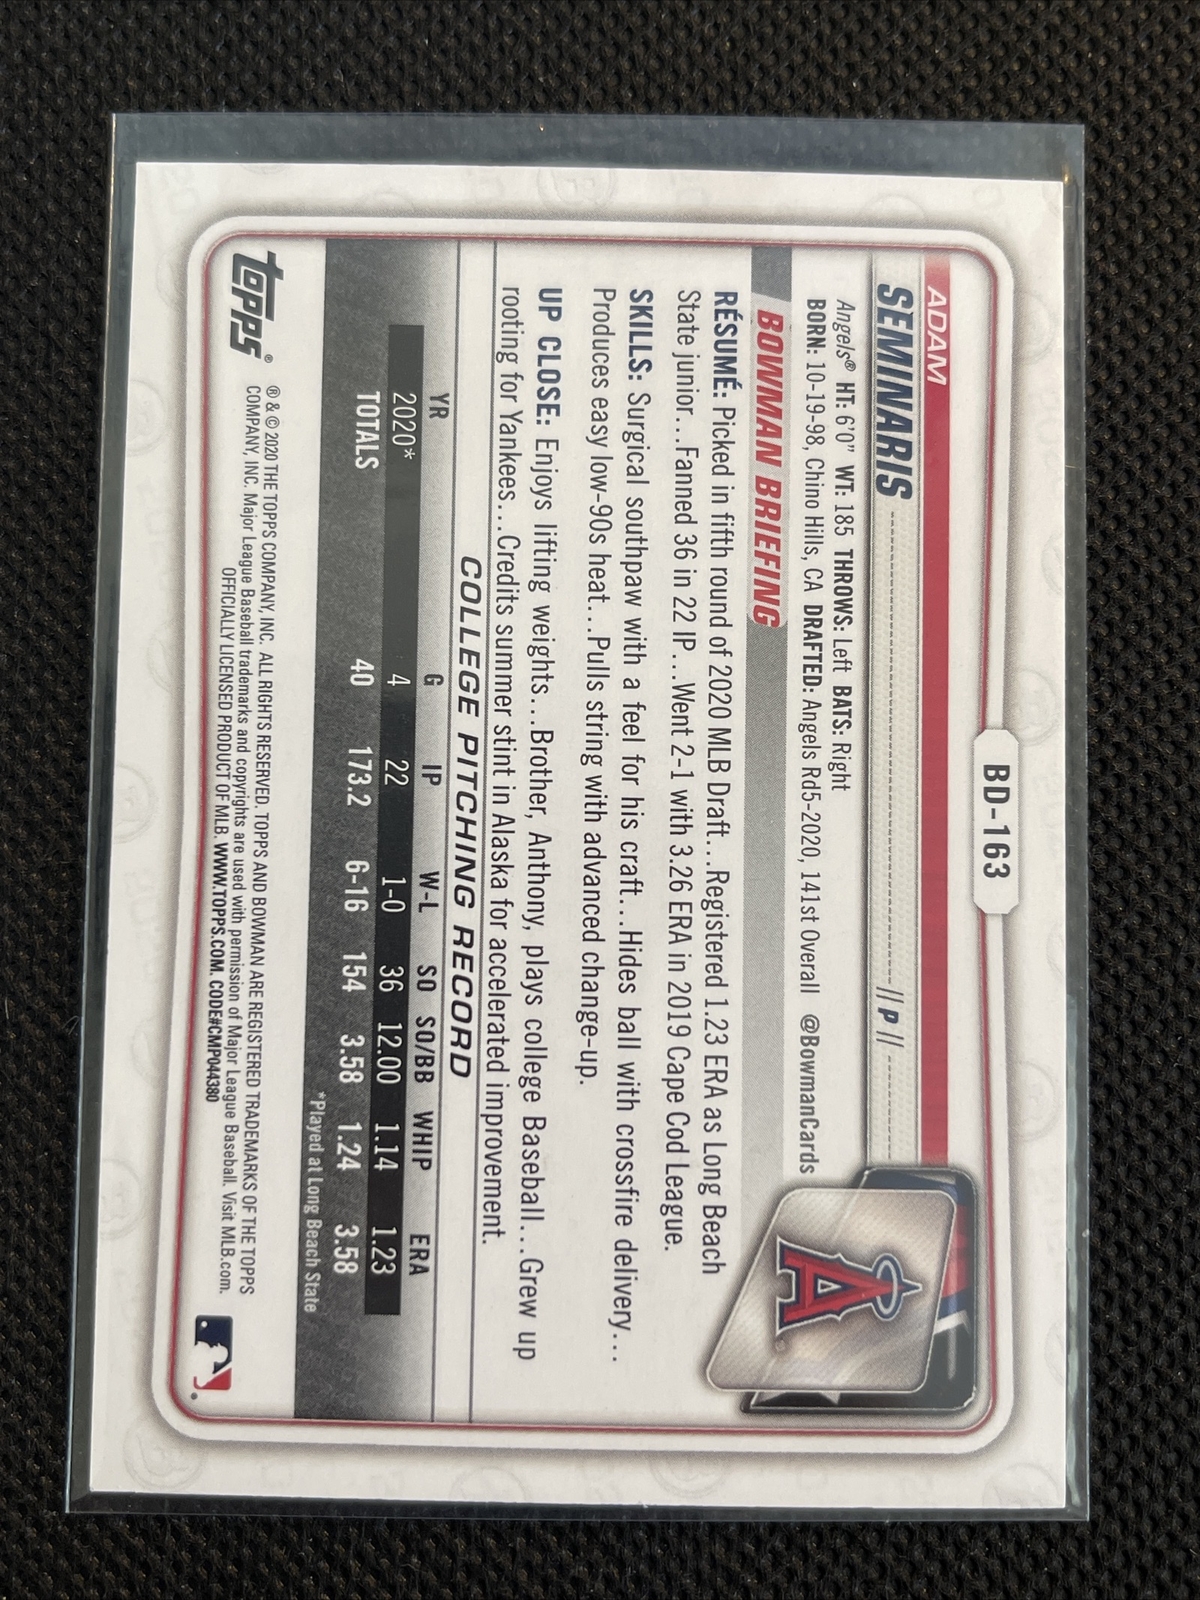 BD-163
ADAM
SEMINARIS
// P //
Angels® HT: 6'0" WT: 185 THROWS: Left BATS: Right
BORN: 10-19-98, Chino Hills, CA DRAFTED: Angels Rd5-2020, 141st Overall @BowmanCards
A
BOWMAN BRIEFING
RÉSUMÉ: Picked in fifth round of 2020 MLB Draft...Registered 1.23 ERA as Long Beach
State junior...Fanned 36 in 22 IP...Went 2-1 with 3.26 ERA in 2019 Cape Cod League.
SKILLS: Surgical southpaw with a feel for his craft...Hides ball with crossfire delivery...
Produces easy low-90s heat...Pulls string with advanced change-up.
UP CLOSE: Enjoys lifting weights...Brother, Anthony, plays college Baseball...Grew up
rooting for Yankees...Credits summer stint in Alaska for accelerated improvement.
COLLEGE PITCHING RECORD
YR G IP W-L SO SO/BB WHIP ERA
2020* 4 22 1-0 36 12.00 1.14 1.23
TOTALS 40 173.2 6-16 154 3.58 1.24 3.58
*Played at Long Beach State
topps®
® & © 2020 THE TOPPS COMPANY, INC. ALL RIGHTS RESERVED. TOPPS AND BOWMAN ARE REGISTERED TRADEMARKS OF THE TOPPS
COMPANY, INC. Major League Baseball trademarks and copyrights are used with permission of Major League Baseball. Visit MLB.com.
OFFICIALLY LICENSED PRODUCT OF MLB. WWW.TOPPS.COM. CODE#CMP044380